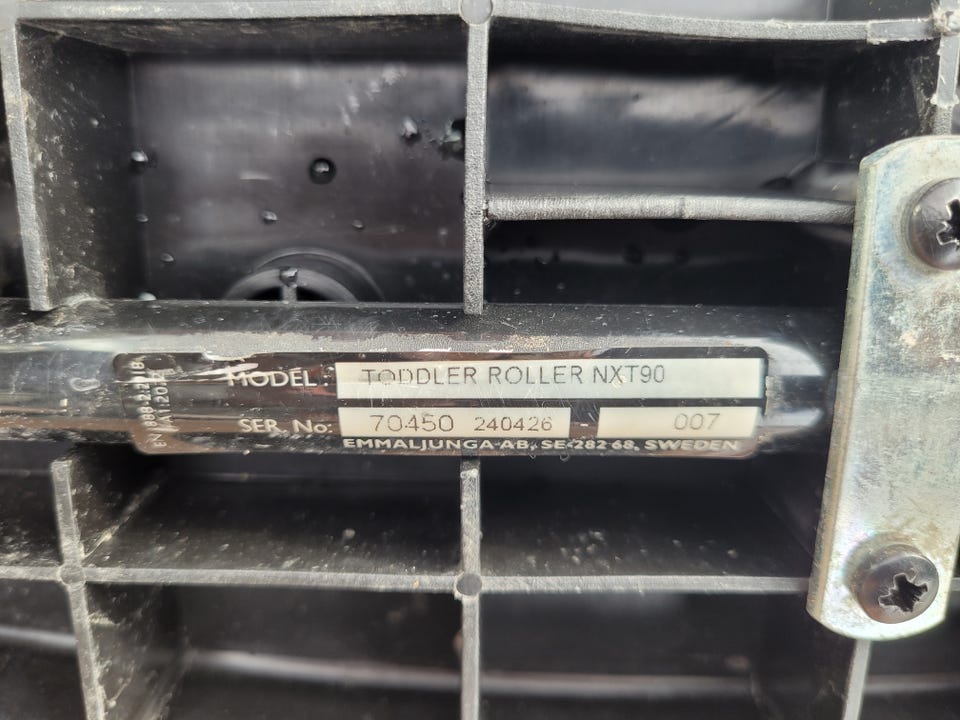 MODEL: TODDLER ROLLER NXT90
SER. No: 70450 240426 - 007
EMMALJUNGA AB, SE-282 68, SWEDEN